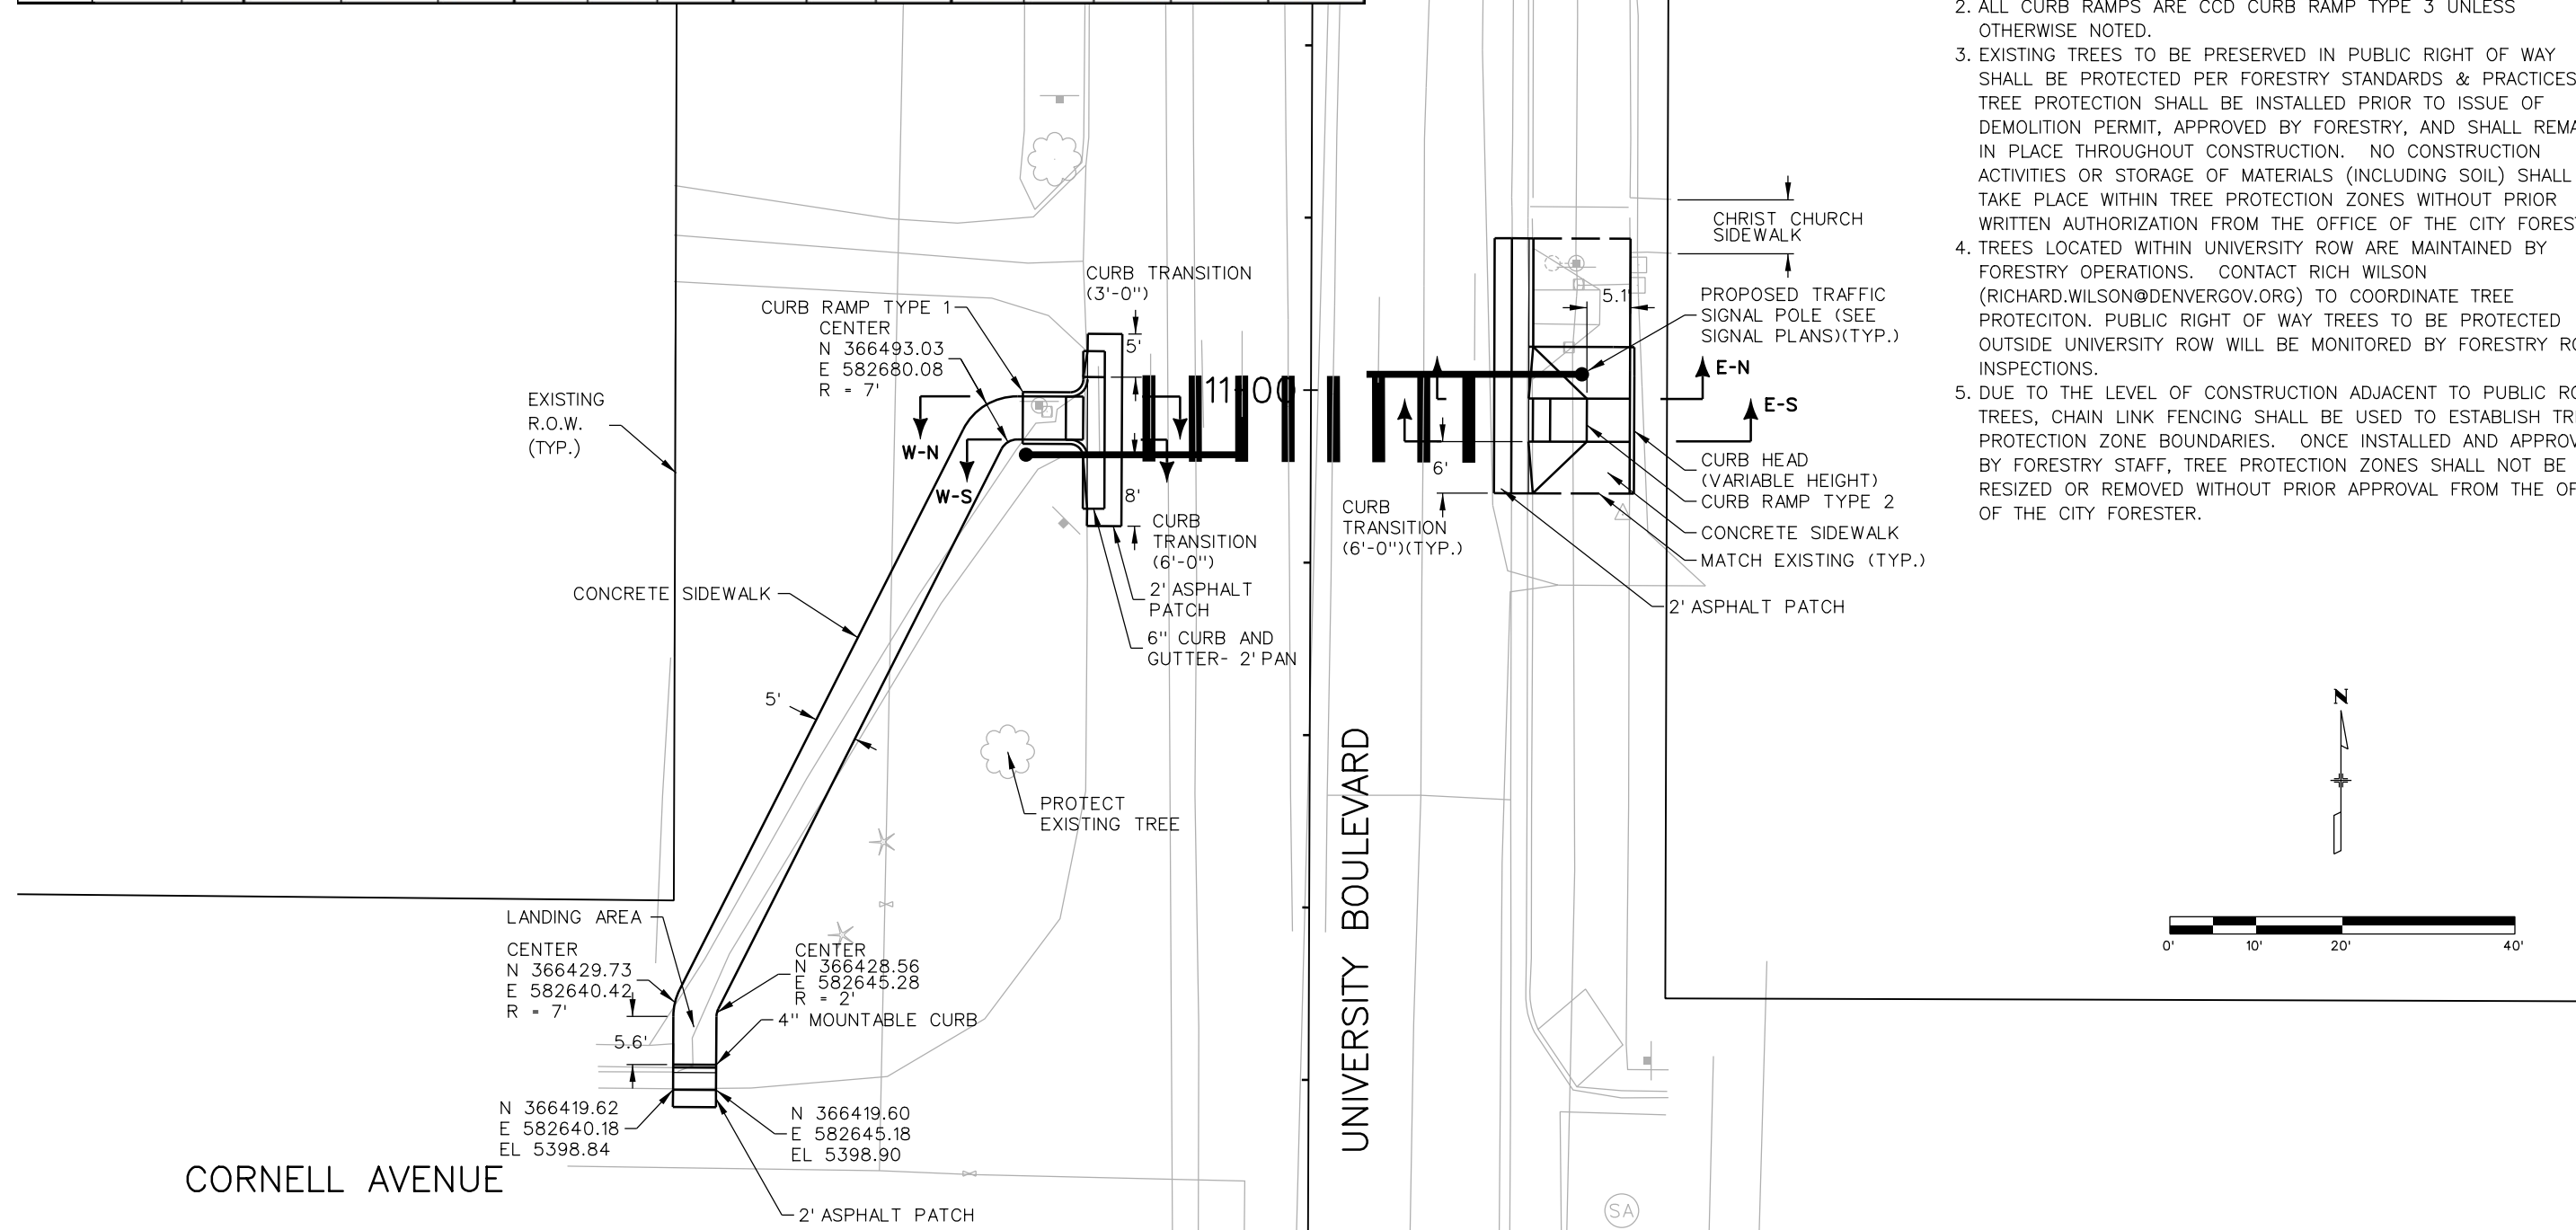 2. ALL CURB RAMPS ARE CCD CURB RAMP TYPE 3 UNLESS
OTHERWISE NOTED.
3. EXISTING TREES TO BE PRESERVED IN PUBLIC RIGHT OF WAY
SHALL BE PROTECTED PER FORESTRY STANDARDS & PRACTICES
TREE PROTECTION SHALL BE INSTALLED PRIOR TO ISSUE OF
DEMOLITION PERMIT, APPROVED BY FORESTRY, AND SHALL REMA
IN PLACE THROUGHOUT CONSTRUCTION. NO CONSTRUCTION
ACTIVITIES OR STORAGE OF MATERIALS (INCLUDING SOIL) SHALL
TAKE PLACE WITHIN TREE PROTECTION ZONES WITHOUT PRIOR
WRITTEN AUTHORIZATION FROM THE OFFICE OF THE CITY FOREST
4. TREES LOCATED WITHIN UNIVERSITY ROW ARE MAINTAINED BY
FORESTRY OPERATIONS. CONTACT RICH WILSON
(RICHARD.WILSON@DENVERGOV.ORG) TO COORDINATE TREE
PROTECITON. PUBLIC RIGHT OF WAY TREES TO BE PROTECTED
OUTSIDE UNIVERSITY ROW WILL BE MONITORED BY FORESTRY RO
INSPECTIONS.
5. DUE TO THE LEVEL OF CONSTRUCTION ADJACENT TO PUBLIC RO
TREES, CHAIN LINK FENCING SHALL BE USED TO ESTABLISH TR
PROTECTION ZONE BOUNDARIES. ONCE INSTALLED AND APPROV
BY FORESTRY STAFF, TREE PROTECTION ZONES SHALL NOT BE
RESIZED OR REMOVED WITHOUT PRIOR APPROVAL FROM THE OF
OF THE CITY FORESTER.
CHRIST CHURCH
SIDEWALK
CURB TRANSITION
(3'-0")
5'
CURB RAMP TYPE 1
CENTER
N 366493.03
E 582680.08
R = 7'
5.1'
PROPOSED TRAFFIC
SIGNAL POLE (SEE
SIGNAL PLANS)(TYP.)
E-N
E-S
11+00
EXISTING
R.O.W.
(TYP.)
W-N
W-S
6'
8'
CURB HEAD
(VARIABLE HEIGHT)
CURB RAMP TYPE 2
CONCRETE SIDEWALK
MATCH EXISTING (TYP.)
2' ASPHALT PATCH
CURB
TRANSITION
(6'-0")
CURB
TRANSITION
(6'-0")(TYP.)
2' ASPHALT
PATCH
6" CURB AND
GUTTER- 2' PAN
CONCRETE SIDEWALK
5'
PROTECT
EXISTING TREE
UNIVERSITY BOULEVARD
N
0'
10'
20'
40'
LANDING AREA
CENTER
N 366429.73
E 582640.42
R = 7'
CENTER
N 366428.56
E 582645.28
R = 2'
4" MOUNTABLE CURB
5.6'
N 366419.62
E 582640.18
EL 5398.84
N 366419.60
E 582645.18
EL 5398.90
CORNELL AVENUE
2' ASPHALT PATCH
SA